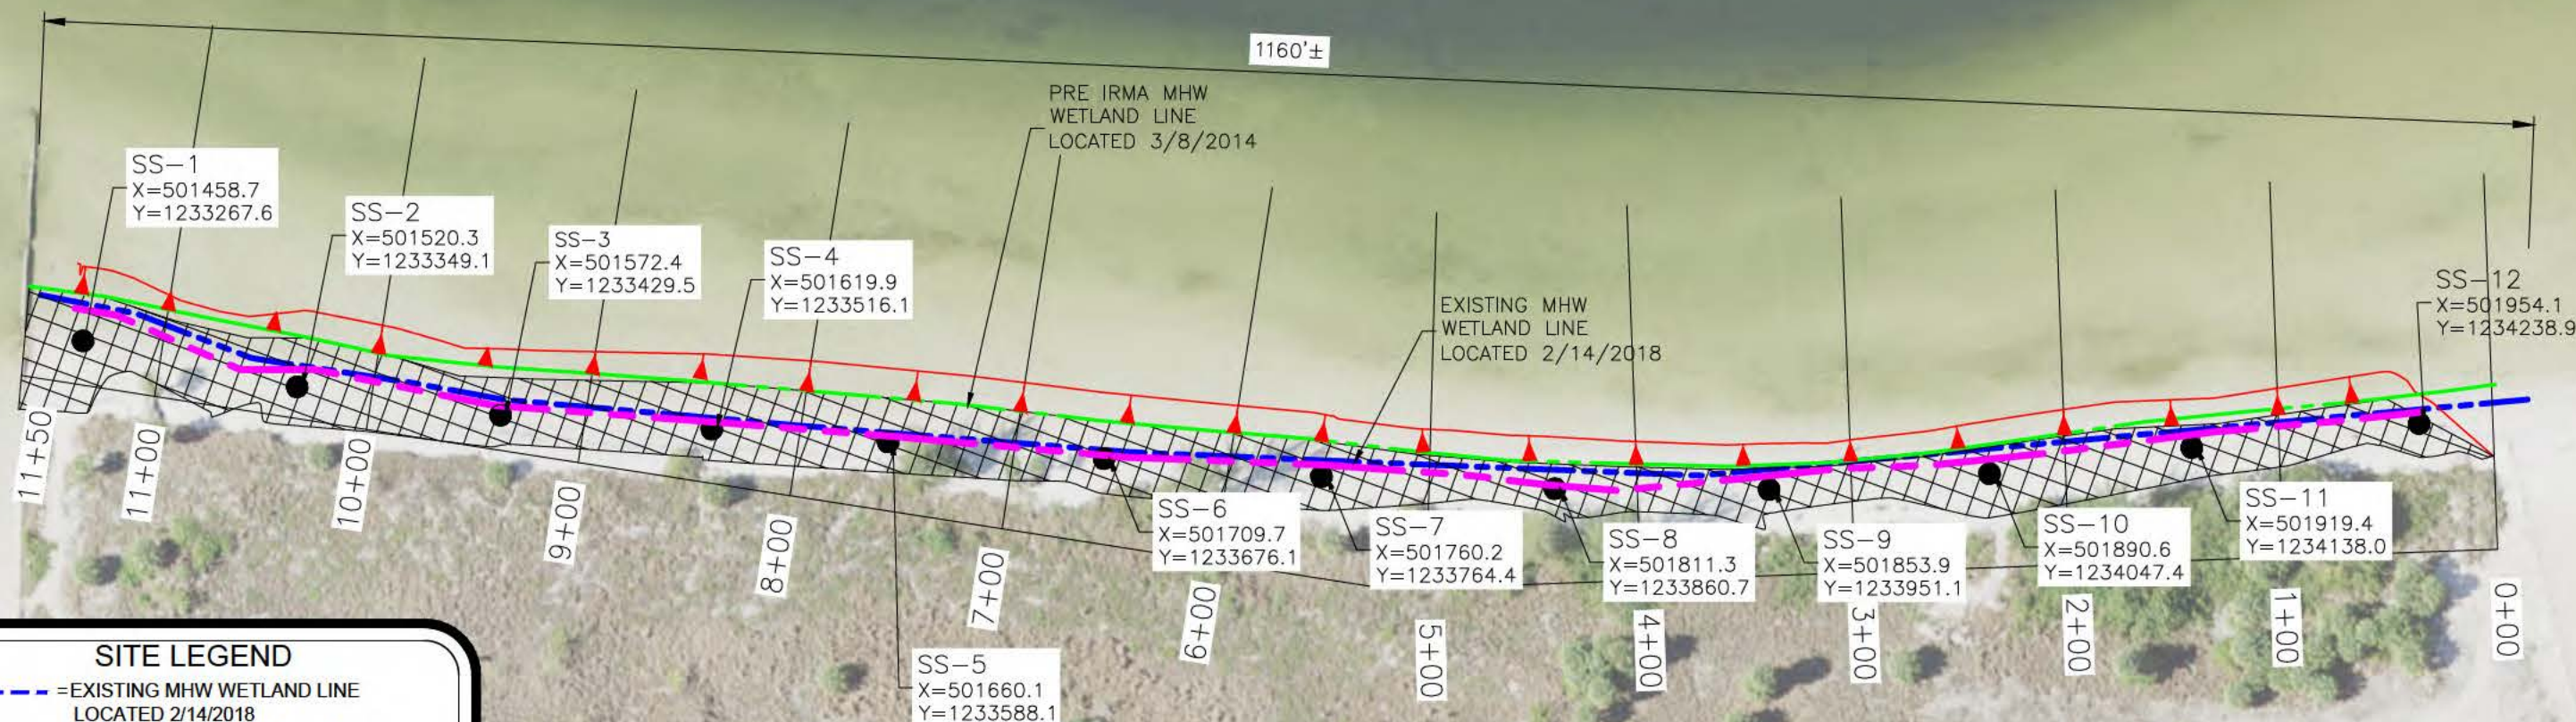 1160'±
PRE IRMA MHW
WETLAND LINE
LOCATED 3/8/2014
SS-1
X=501458.7
Y=1233267.6
SS-2
X=501520.3
Y=1233349.1
SS-3
X=501572.4
Y=1233429.5
SS-4
X=501619.9
Y=1233516.1
EXISTING MHW
WETLAND LINE
LOCATED 2/14/2018
SS-12
X=501954.1
Y=1234238.9
SS-6
X=501709.7
Y=1233676.1
SS-7
X=501760.2
Y=1233764.4
SS-8
X=501811.3
Y=1233860.7
SS-9
X=501853.9
Y=1233951.1
SS-10
X=501890.6
Y=1234047.4
SS-11
X=501919.4
Y=1234138.0
SS-5
X=501660.1
Y=1233588.1
11+50
11+00
10+00
9+00
8+00
7+00
6+00
5+00
4+00
3+00
2+00
1+00
0+00
SITE LEGEND
=EXISTING MHW WETLAND LINE
LOCATED 2/14/2018